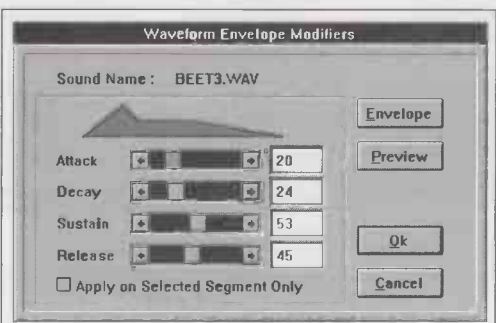 Waveform Envelope Modifiers
Sound Name : BEET3.WAV
Envelope
Attack 20
Preview
Decay 24
Sustain 53
Ok
Release 45
Apply on Selected Segment Only
Cancel